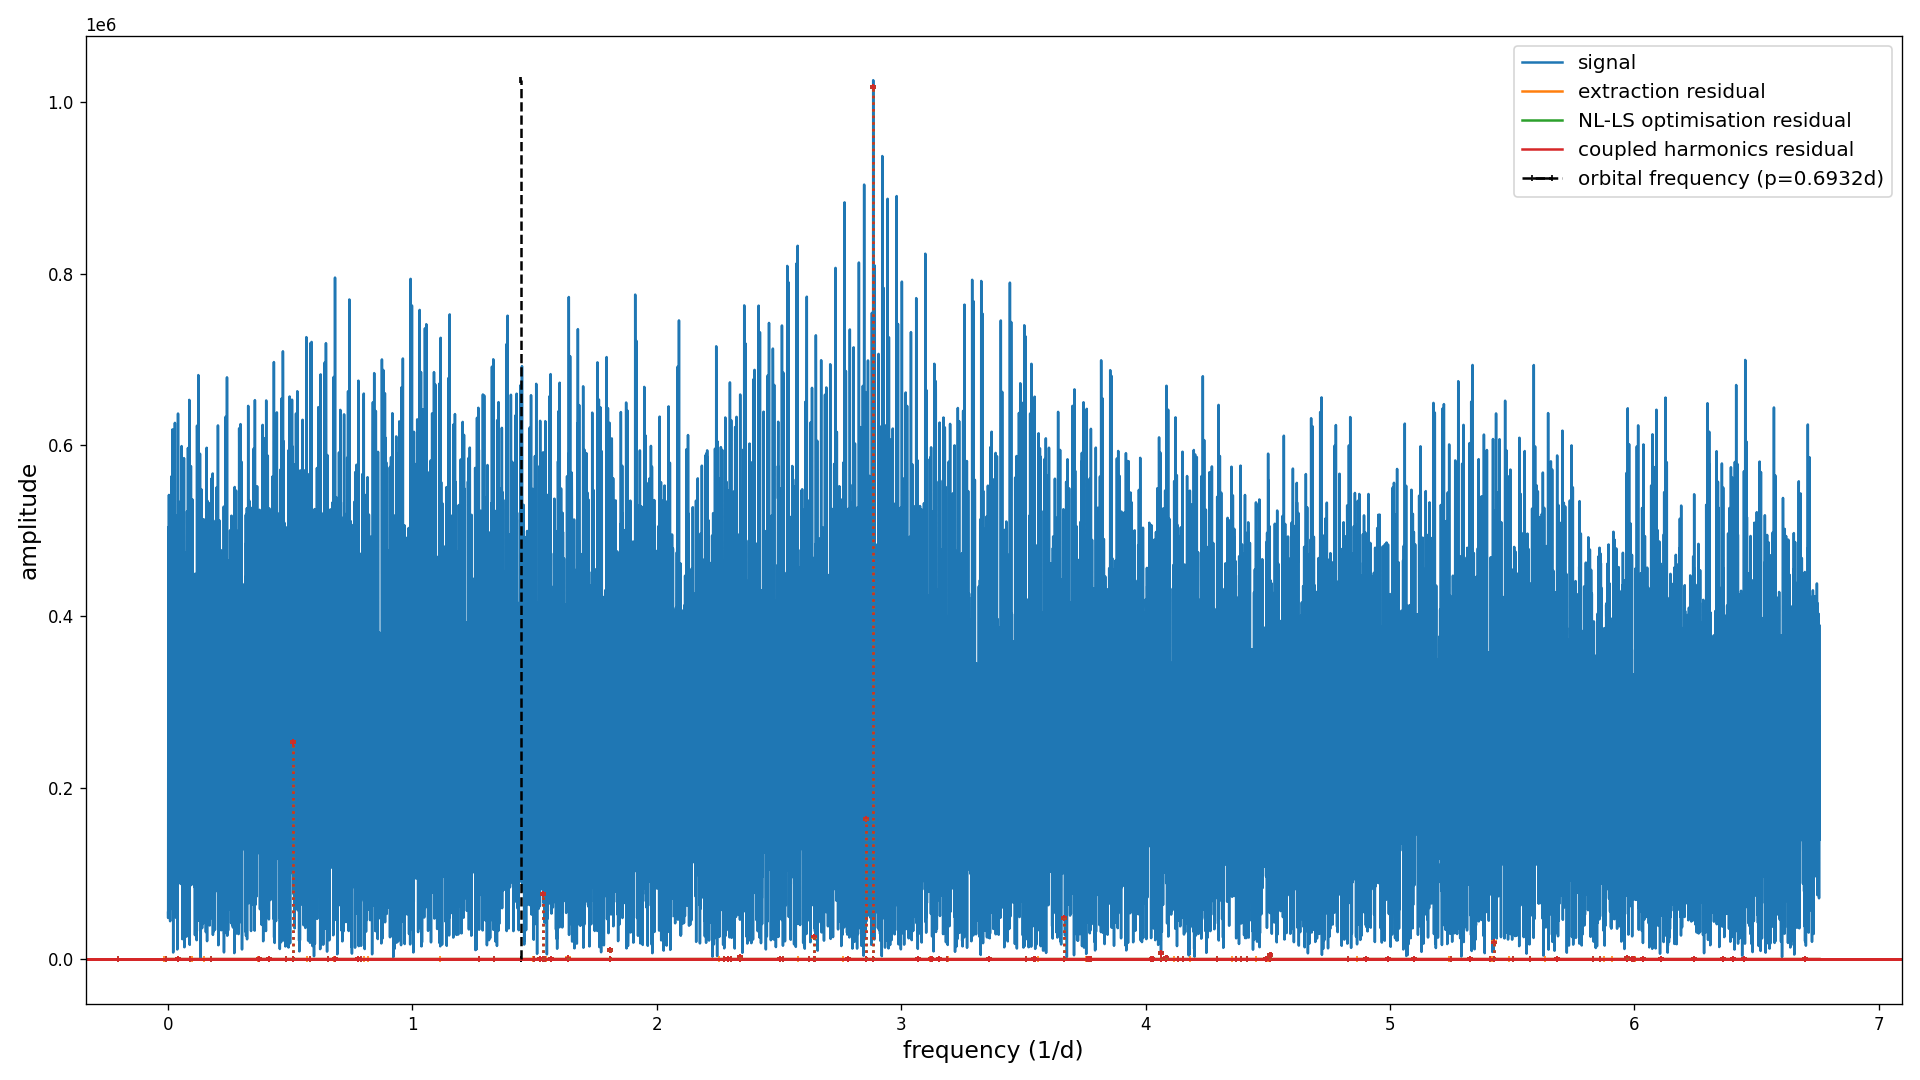 1e6
signal
extraction residual
NL-LS optimisation residual
coupled harmonics residual
orbital frequency (p=0.6932d)
1.0
0.8
0.6
0.4
0.2
0.0
amplitude
0 1 2 3 4 5 6 7
frequency (1/d)